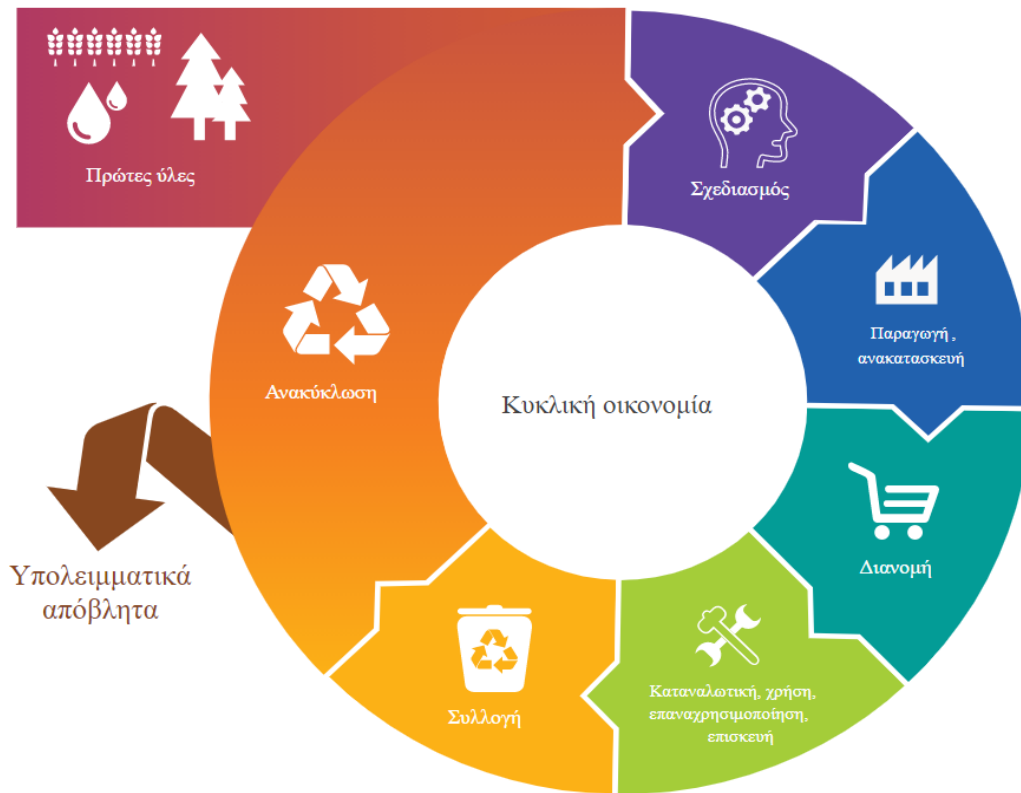 Πρώτες ύλες
Σχεδιασμός
Παραγωγή ,
ανακατασκευή
Ανακύκλωση
Κυκλική οικονομία
Διανομή
Υπολειμματικά
απόβλητα
Καταναλωτική, χρήση,
επαναχρησιμοποίηση,
επισκευή
Συλλογή